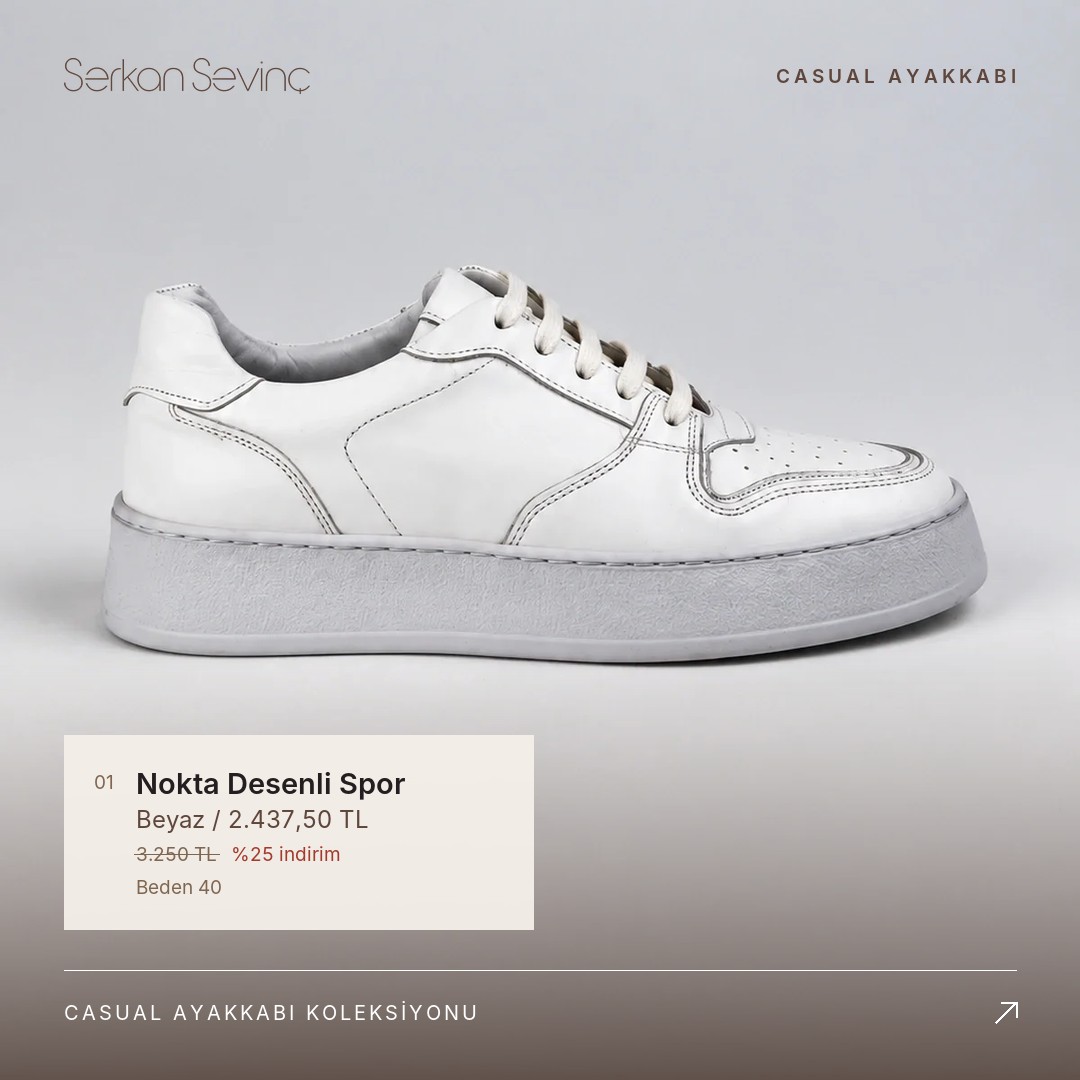 Serkan Sevinç
CASUAL AYAKKABI
01
Nokta Desenli Spor
Beyaz / 2.437,50 TL
3.250 TL %25 indirim
Beden 40
CASUAL AYAKKABI KOLEKSİYONU